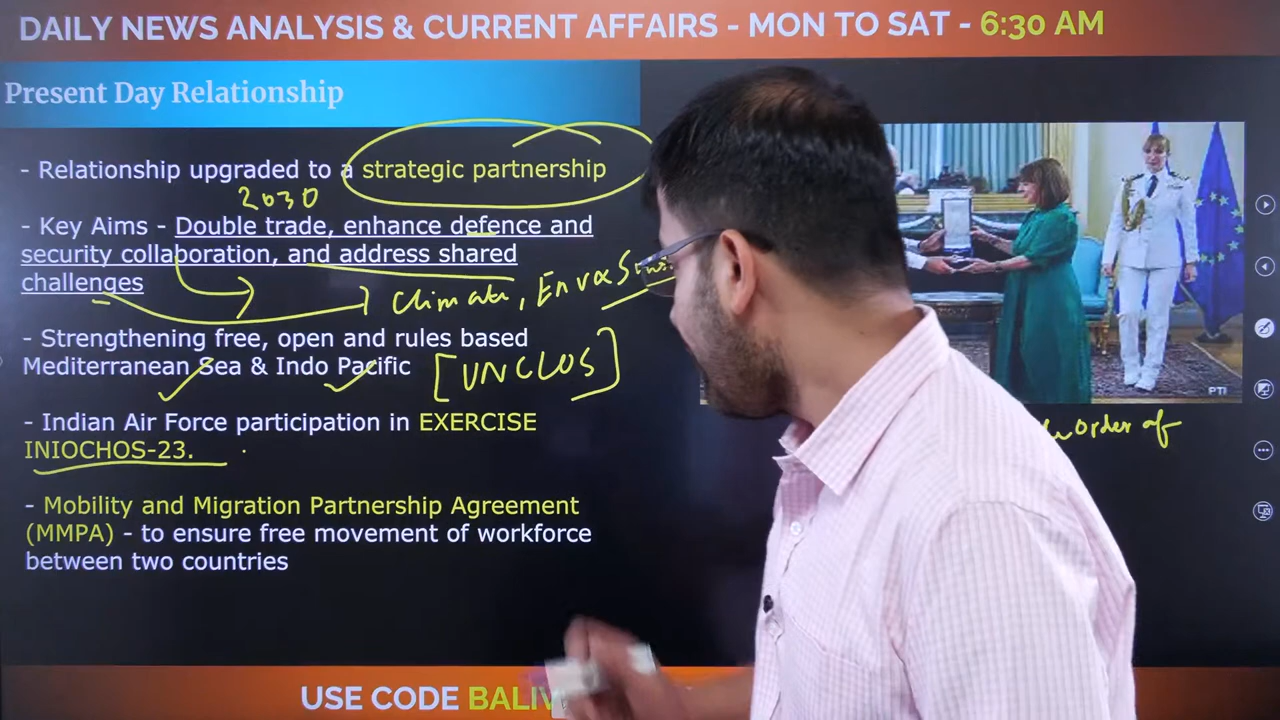 DAILY NEWS ANALYSIS & CURRENT AFFAIRS - MON TO SAT - 6:30 AM
Present Day Relationship
- Relationship upgraded to a strategic partnership
2030
- Key Aims - Double trade, enhance defence and
security collaboration, and address shared
challenges
Climate,
- Strengthening free, open and rules based
Mediterranean Sea & Indo Pacific
[UNCLOS]
- Indian Air Force participation in EXERCISE
INIOCHOS-23.
- Mobility and Migration Partnership Agreement
(MMPA) - to ensure free movement of workforce
between two countries
PTI
Order of
USE CODE BALIV